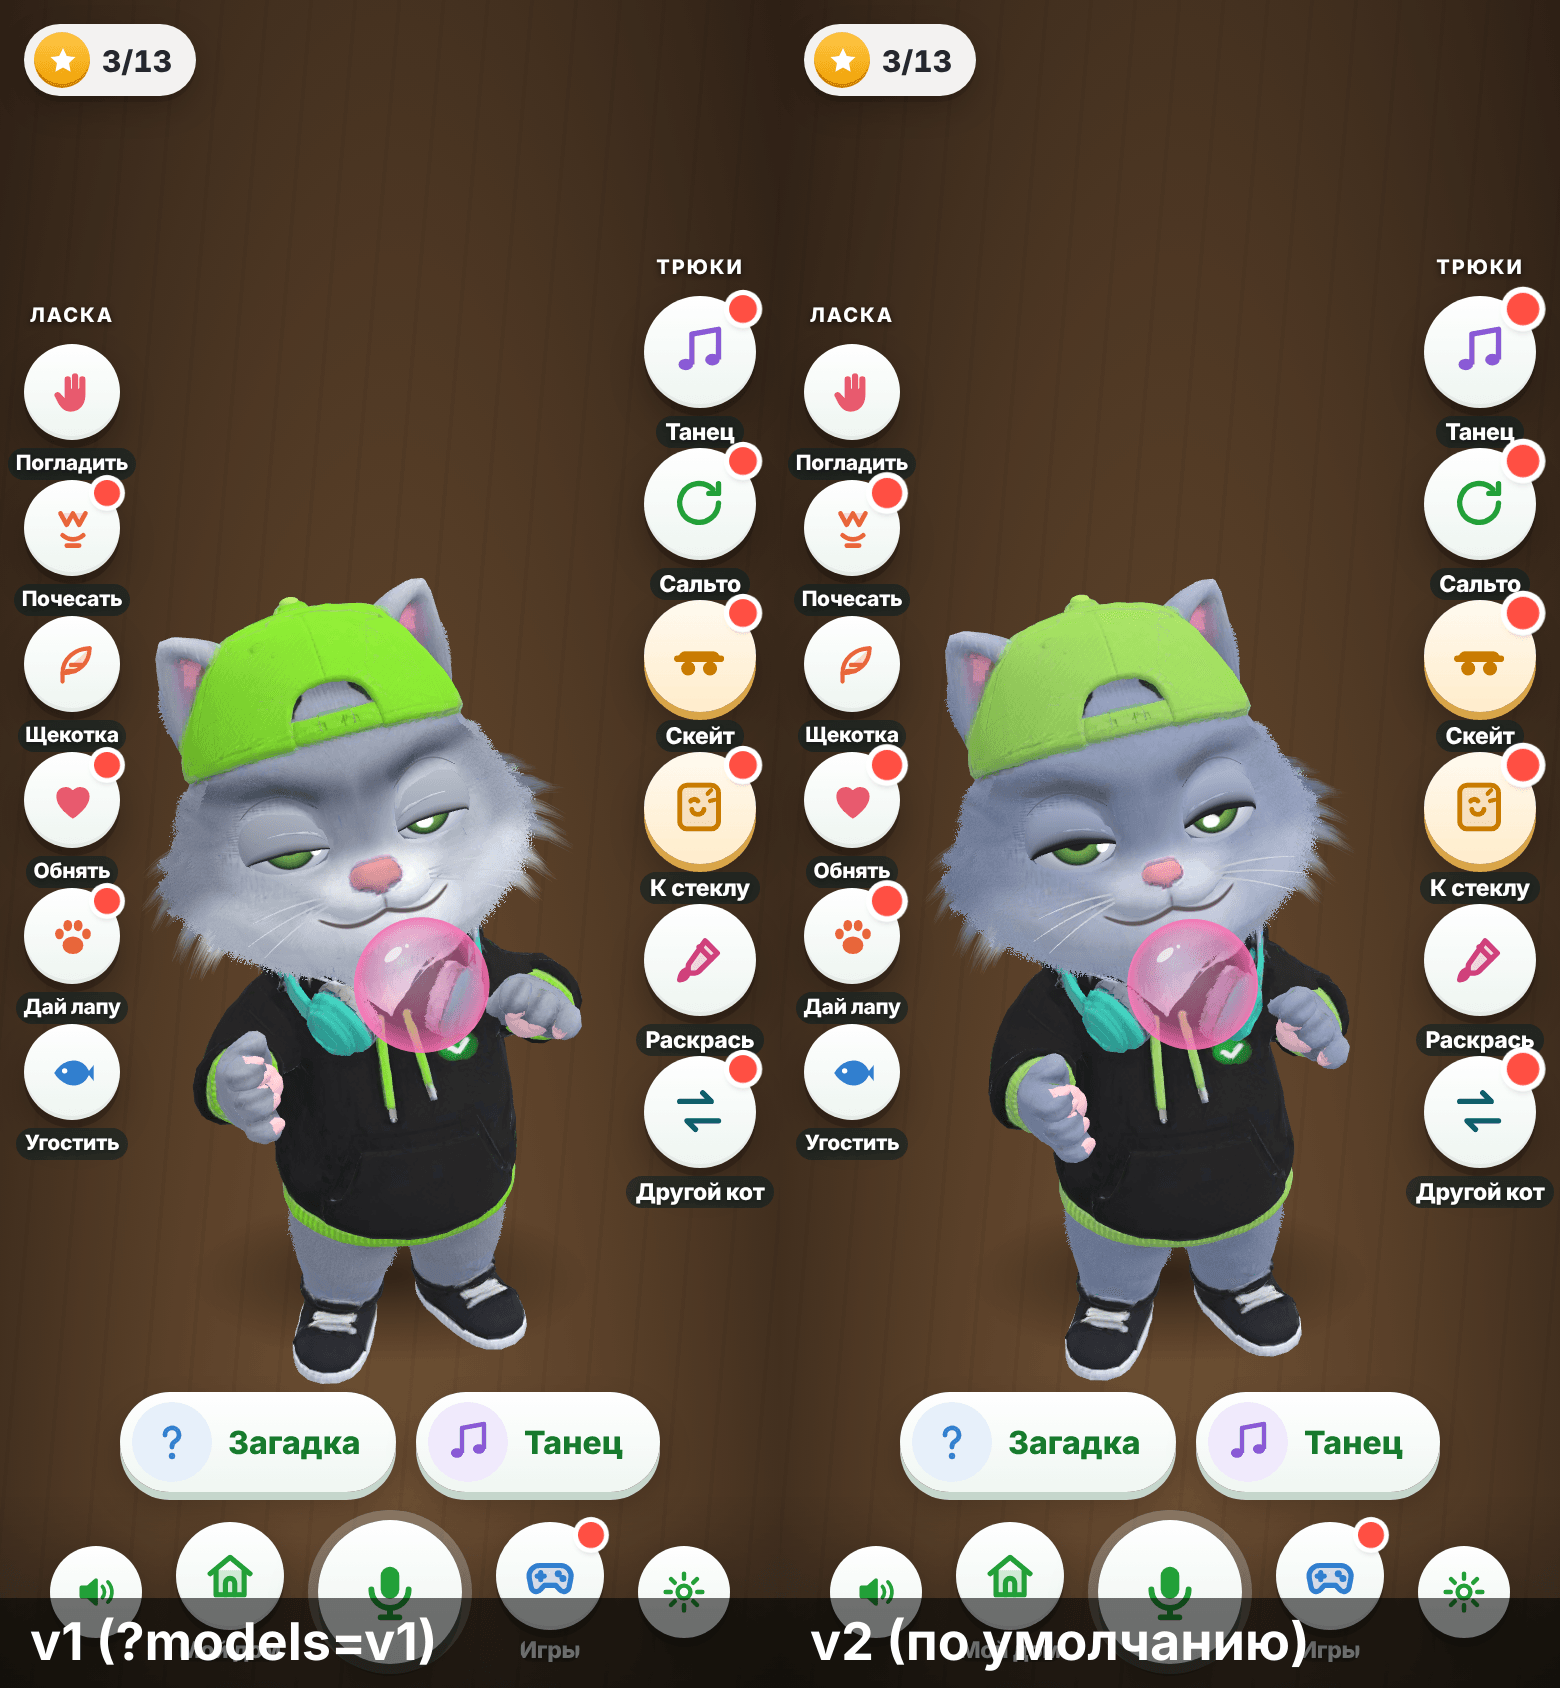 3/13
ЛАСКА
Погладить
Почесать
Щекотка
Обнять
Дай лапу
Угостить
ТРЮКИ
Танец
Сальто
Скейт
К стеклу
Раскрась
Другой кот
? Загадка
Танец
Игры
v1 (?models=v1)
3/13
ЛАСКА
Погладить
Почесать
Щекотка
Обнять
Дай лапу
Угостить
ТРЮКИ
Танец
Сальто
Скейт
К стеклу
Раскрась
Другой кот
? Загадка
Танец
Игры
v2 (по умолчанию)